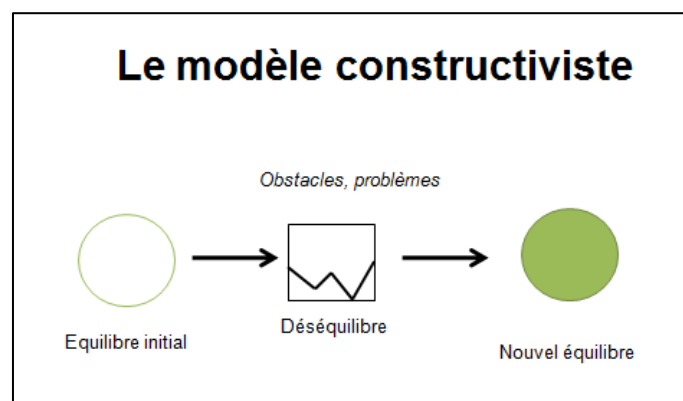 Le modèle constructiviste
Obstacles, problèmes
Equilibre initial
Déséquilibre
Nouvel équilibre